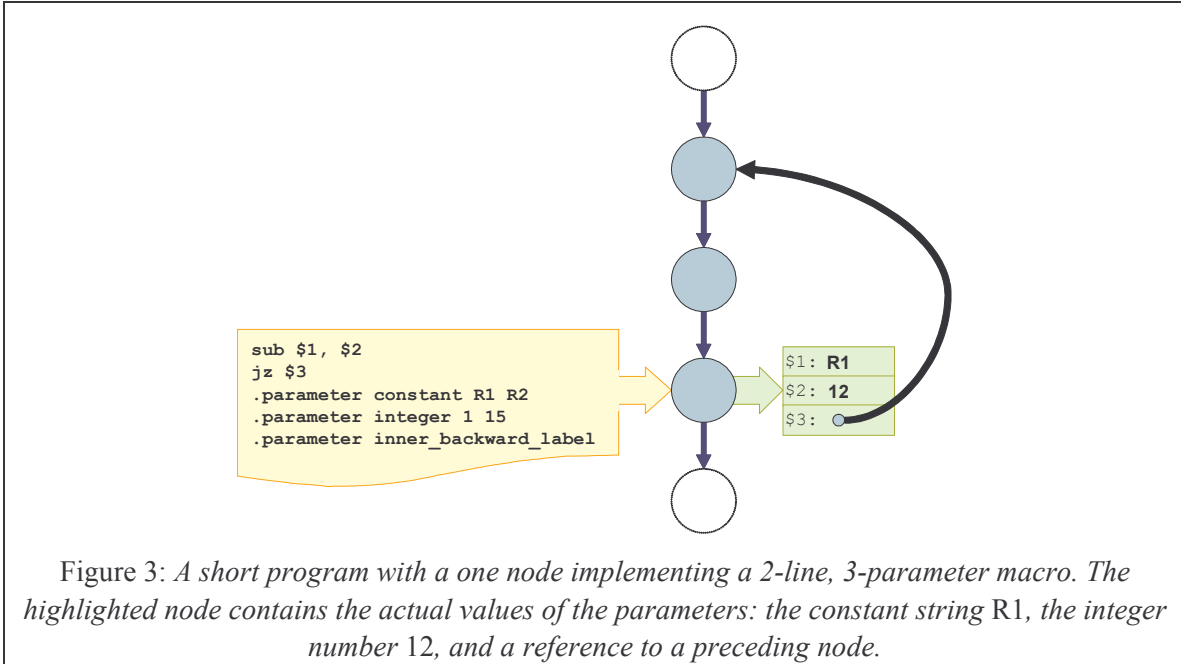 sub $1, $2
jz $3
.parameter constant R1 R2
.parameter integer 1 15
.parameter inner_backward_label
$1: R1
$2: 12
$3:
Figure 3: A short program with a one node implementing a 2-line, 3-parameter macro. The
highlighted node contains the actual values of the parameters: the constant string R1, the integer
number 12, and a reference to a preceding node.